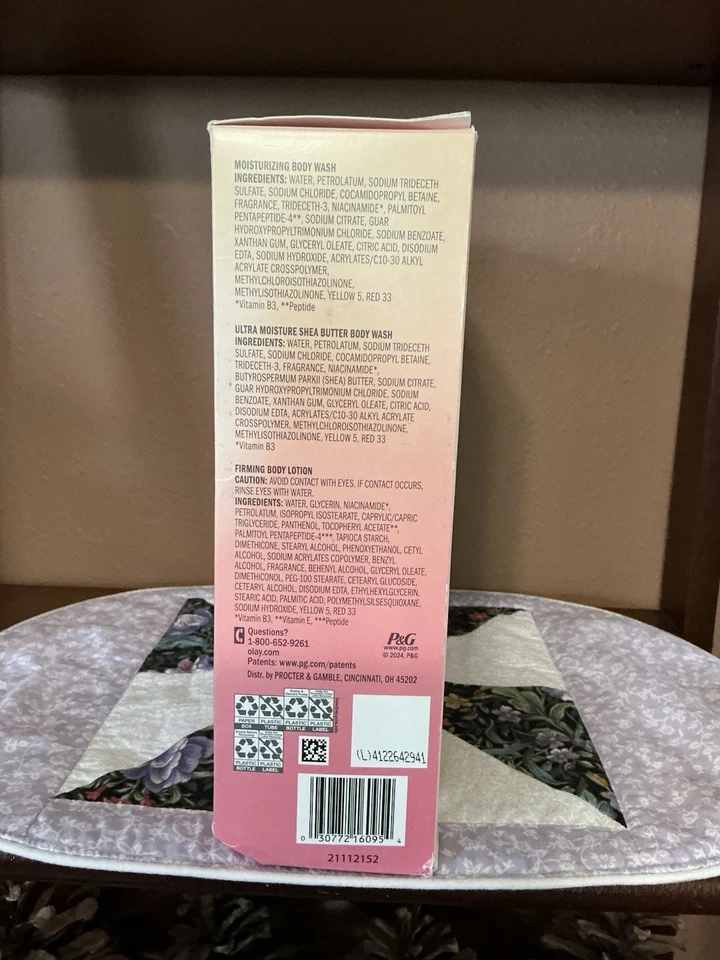 MOISTURIZING BODY WASH
INGREDIENTS: WATER, PETROLATUM, SODIUM TRIDECETH
SULFATE, SODIUM CHLORIDE, COCAMIDOPROPYL BETAINE,
FRAGRANCE, TRIDECETH-3, NIACINAMIDE*, PALMITOYL
PENTAPEPTIDE-4**, SODIUM CITRATE, GUAR
HYDROXYPROPYLTRIMONIUM CHLORIDE, SODIUM BENZOATE,
XANTHAN GUM, GLYCERYL OLEATE, CITRIC ACID, DISODIUM
EDTA, SODIUM HYDROXIDE, ACRYLATES/C10-30 ALKYL
ACRYLATE CROSSPOLYMER,
METHYLCHLOROISOTHIAZOLINONE,
METHYLISOTHIAZOLINONE, YELLOW 5, RED 33
*Vitamin B3, **Peptide
ULTRA MOISTURE SHEA BUTTER BODY WASH
INGREDIENTS: WATER, PETROLATUM, SODIUM TRIDECETH
SULFATE, SODIUM CHLORIDE, COCAMIDOPROPYL BETAINE,
TRIDECETH-3, FRAGRANCE, NIACINAMIDE*,
BUTYROSPERMUM PARKII (SHEA) BUTTER, SODIUM CITRATE,
GUAR HYDROXYPROPYLTRIMONIUM CHLORIDE, SODIUM
BENZOATE, XANTHAN GUM, GLYCERYL OLEATE, CITRIC ACID,
DISODIUM EDTA, ACRYLATES/C10-30 ALKYL ACRYLATE
CROSSPOLYMER, METHYLCHLOROISOTHIAZOLINONE,
METHYLISOTHIAZOLINONE, YELLOW 5, RED 33
*Vitamin B3
FIRMING BODY LOTION
CAUTION: AVOID CONTACT WITH EYES. IF CONTACT OCCURS,
RINSE EYES WITH WATER.
INGREDIENTS: WATER, GLYCERIN, NIACINAMIDE*,
PETROLATUM, ISOPROPYL ISOSTEARATE, CAPRYLIC/CAPRIC
TRIGLYCERIDE, PANTHENOL, TOCOPHERYL ACETATE**,
PALMITOYL PENTAPEPTIDE-4***, TAPIOCA STARCH,
DIMETHICONE, STEARYL ALCOHOL, PHENOXYETHANOL, CETYL
ALCOHOL, SODIUM ACRYLATES COPOLYMER, BENZYL
ALCOHOL, FRAGRANCE, BEHENYL ALCOHOL, GLYCERYL OLEATE,
DIMETHICONOL, PEG-100 STEARATE, CETEARYL GLUCOSIDE,
CETEARYL ALCOHOL, DISODIUM EDTA, ETHYLHEXYLGLYCERIN,
STEARIC ACID, PALMITIC ACID, POLYMETHYLSILSESQUIOXANE,
SODIUM HYDROXIDE, YELLOW 5, RED 33
*Vitamin B3, **Vitamin E, ***Peptide
Questions?
1-800-652-9261
olay.com
Patents: www.pg.com/patents
P&G
www.pg.com
© 2024, P&G
Distr. by PROCTER & GAMBLE, CINCINNATI, OH 45202
PAPER BOX
PLASTIC TUBE
PLASTIC BOTTLE
PLASTIC LABEL
PLASTIC BOTTLE
PLASTIC LABEL
(L)4122642941
0 30772 16095 4
21112152